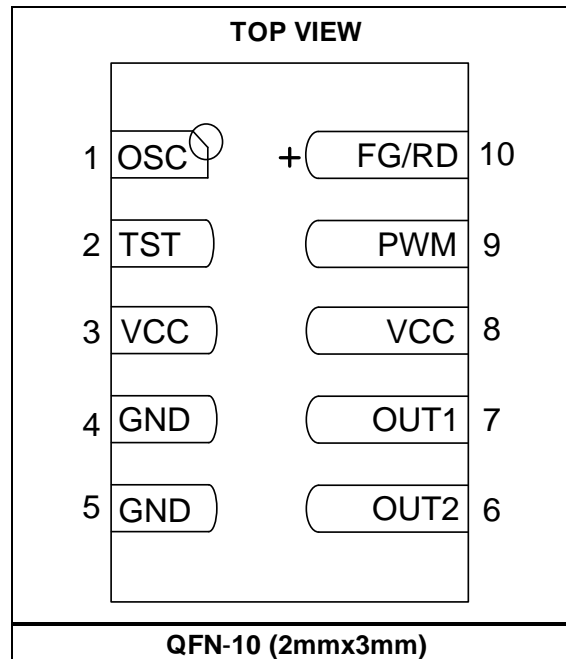 TOP VIEW
1 OSC + FG/RD 10
2 TST PWM 9
3 VCC VCC 8
4 GND OUT1 7
5 GND OUT2 6
QFN-10 (2mmx3mm)